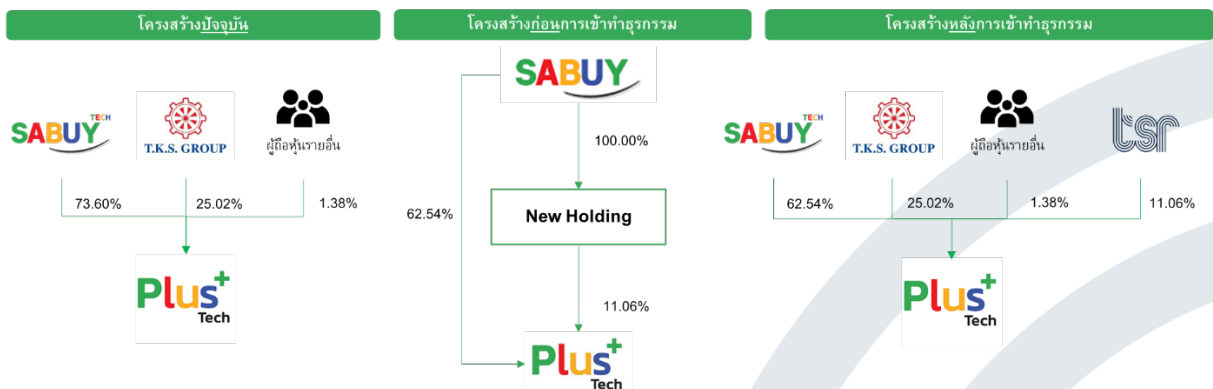 โครงสร้างปัจจุบัน
SABUY TECH
T.K.S. GROUP
ผู้ถือหุ้นรายอื่น
73.60%
25.02%
1.38%
Plus+
Tech
โครงสร้างก่อนการเข้าทำธุรกรรม
SABUY
100.00%
62.54%
New Holding
11.06%
Plus+
Tech
โครงสร้างหลังการเข้าทำธุรกรรม
SABUY TECH
T.K.S. GROUP
ผู้ถือหุ้นรายอื่น
tsr
62.54%
25.02%
1.38%
11.06%
Plus+
Tech